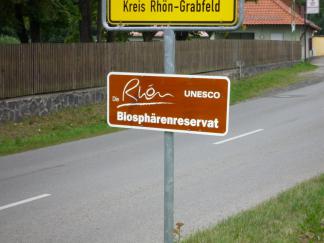 Kreis Rhön-Grabfeld
Die Rhön UNESCO
Biosphärenreservat